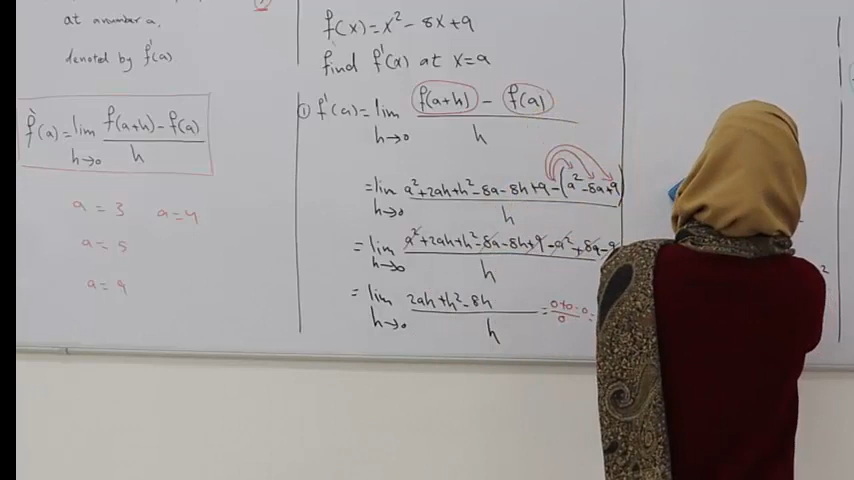 at a number a.
denoted by f'(a)
f'(a) = lim f(a+h) - f(a)
h→0 h
a = 3 a = 4
a = 5
a = 9
f(x) = x² - 8x + 9
find f'(x) at x = a
① f'(a) = lim f(a+h) - f(a)
h→0 h
= lim a² + 2ah + h² - 8a - 8h + 9 - (a² - 8a + 9)
h→0 h
= lim a² + 2ah + h² - 8a - 8h + 9 - a² + 8a - 9
h→0 h
= lim 2ah + h² - 8h = 0+0-0 =
h→0 h 0
2